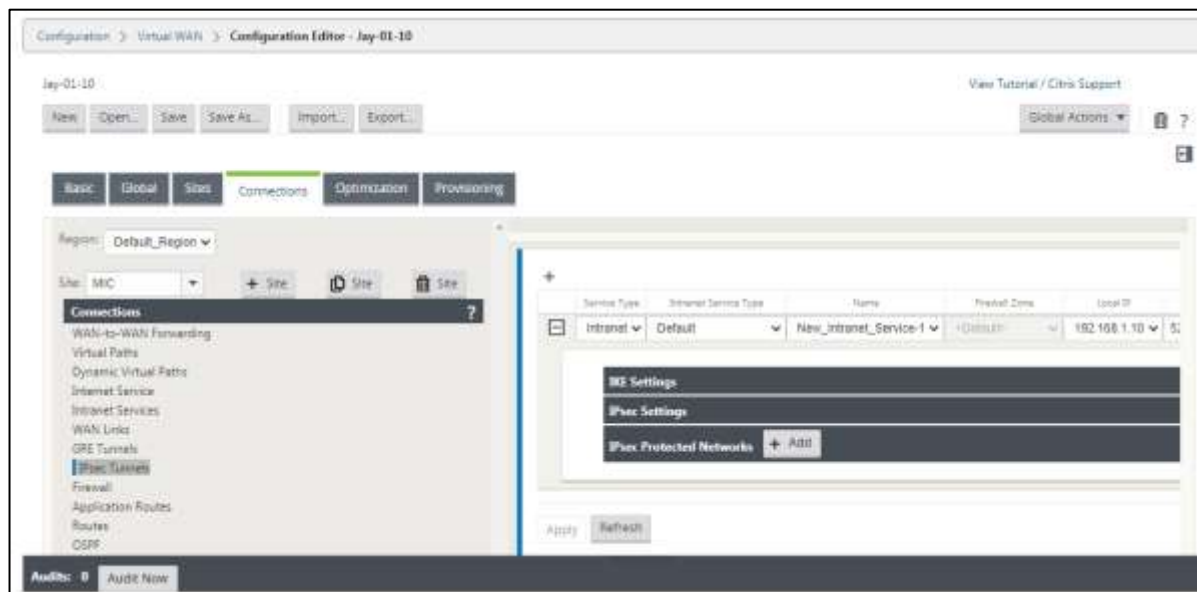 Configuration > Virtual WAN > Configuration Editor - Jay-01-10
Jay-01-10
View Tutorial / Citrix Support
New Open... Save Save As... Import... Export...
Global Actions ?
Basic Global Sites Connections Optimization Provisioning
Region: Default_Region
Site: MIC + Site Site Site
+
Connections ?
Service Type Intranet Service Type Name Firewall Zone Local IP
Intranet Default New_Intranet_Service-1 <Default> 192.168.1.10 52
WAN-to-WAN Forwarding
Virtual Paths
Dynamic Virtual Paths
Internet Service
Intranet Services
WAN Links
GRE Tunnels
IPsec Tunnels
Firewall
Application Routes
Routes
OSPF
IKE Settings
IPsec Settings
IPsec Protected Networks + Add
Apply Refresh
Audits: 0 Audit Now